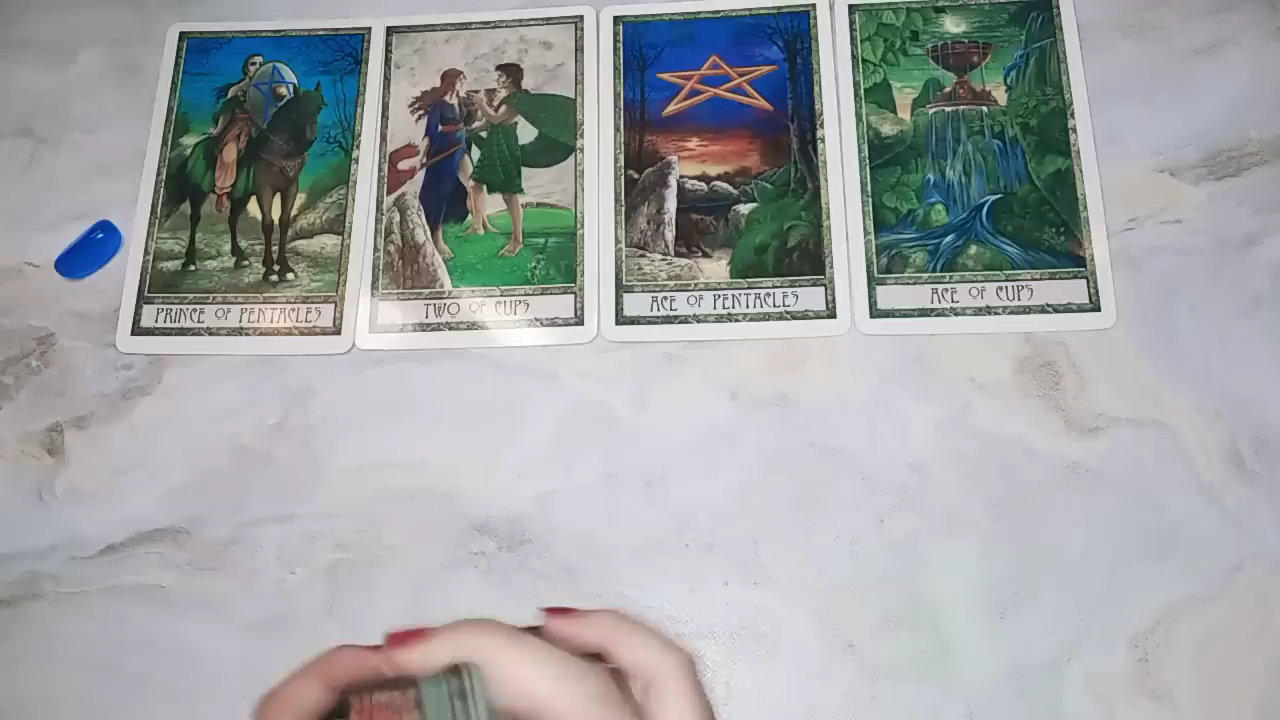 PRINCE OF PENTACLES
TWO OF CUPS
ACE OF PENTACLES
ACE OF CUPS